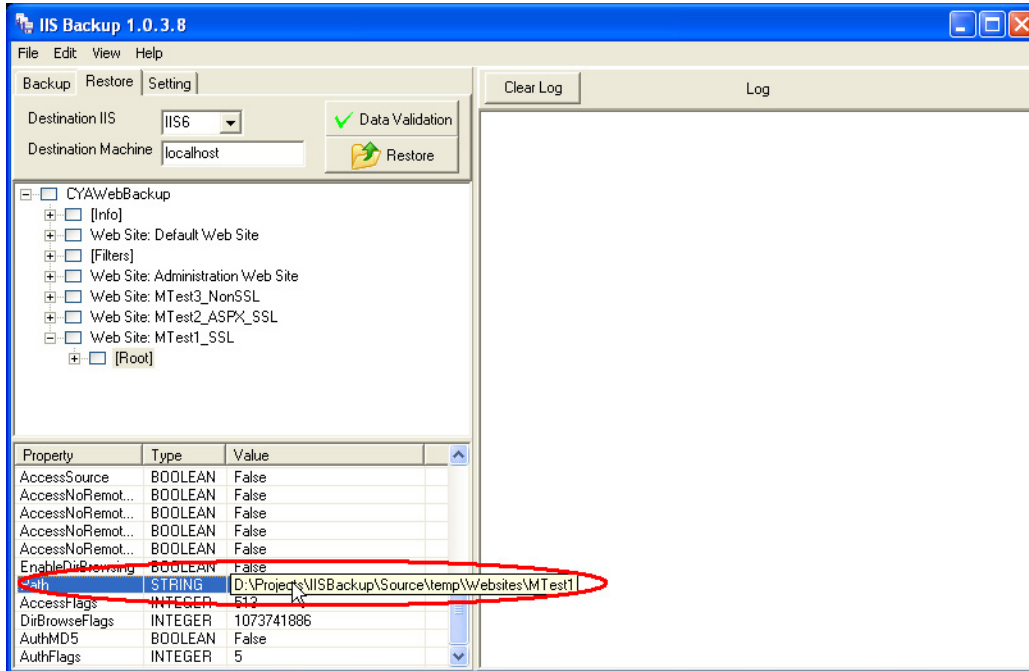 IIS Backup 1.0.3.8
File Edit View Help
Backup Restore Setting
Clear Log Log
Destination IIS IIS6 Data Validation
Destination Machine localhost Restore
CYAWebBackup
[Info]
Web Site: Default Web Site
[Filters]
Web Site: Administration Web Site
Web Site: MTest3_NonSSL
Web Site: MTest2_ASPX_SSL
Web Site: MTest1_SSL
[Root]
Property Type Value
AccessSource BOOLEAN False
AccessNoRemot... BOOLEAN False
AccessNoRemot... BOOLEAN False
AccessNoRemot... BOOLEAN False
AccessNoRemot... BOOLEAN False
EnableDirBrowsing BOOLEAN False
Path STRING D:\Projects\IISBackup\Source\temp\Websites\MTest1
AccessFlags INTEGER 513
DirBrowseFlags INTEGER 1073741886
AuthMD5 BOOLEAN False
AuthFlags INTEGER 5